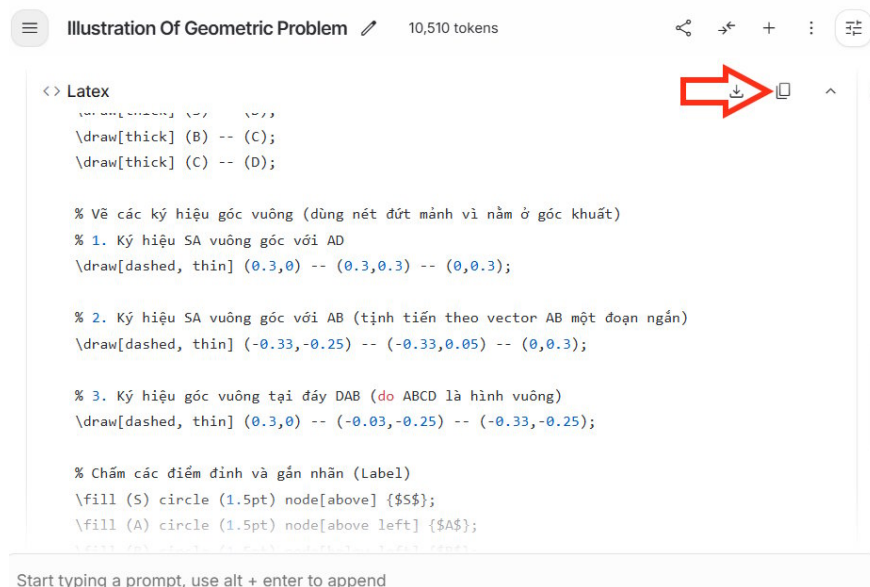 Illustration Of Geometric Problem 10,510 tokens
<> Latex
\draw[thick] (B) -- (C);
\draw[thick] (C) -- (D);
% Vẽ các ký hiệu góc vuông (dùng nét đứt mảnh vì nằm ở góc khuất)
% 1. Ký hiệu SA vuông góc với AD
\draw[dashed, thin] (0.3,0) -- (0.3,0.3) -- (0,0.3);
% 2. Ký hiệu SA vuông góc với AB (tịnh tiến theo vector AB một đoạn ngắn)
\draw[dashed, thin] (-0.33,-0.25) -- (-0.33,0.05) -- (0,0.3);
% 3. Ký hiệu góc vuông tại đáy DAB (do ABCD là hình vuông)
\draw[dashed, thin] (0.3,0) -- (-0.03,-0.25) -- (-0.33,-0.25);
% Chấm các điểm đỉnh và gắn nhãn (Label)
\fill (S) circle (1.5pt) node[above] {$S$};
\fill (A) circle (1.5pt) node[above left] {$A$};
Start typing a prompt, use alt + enter to append